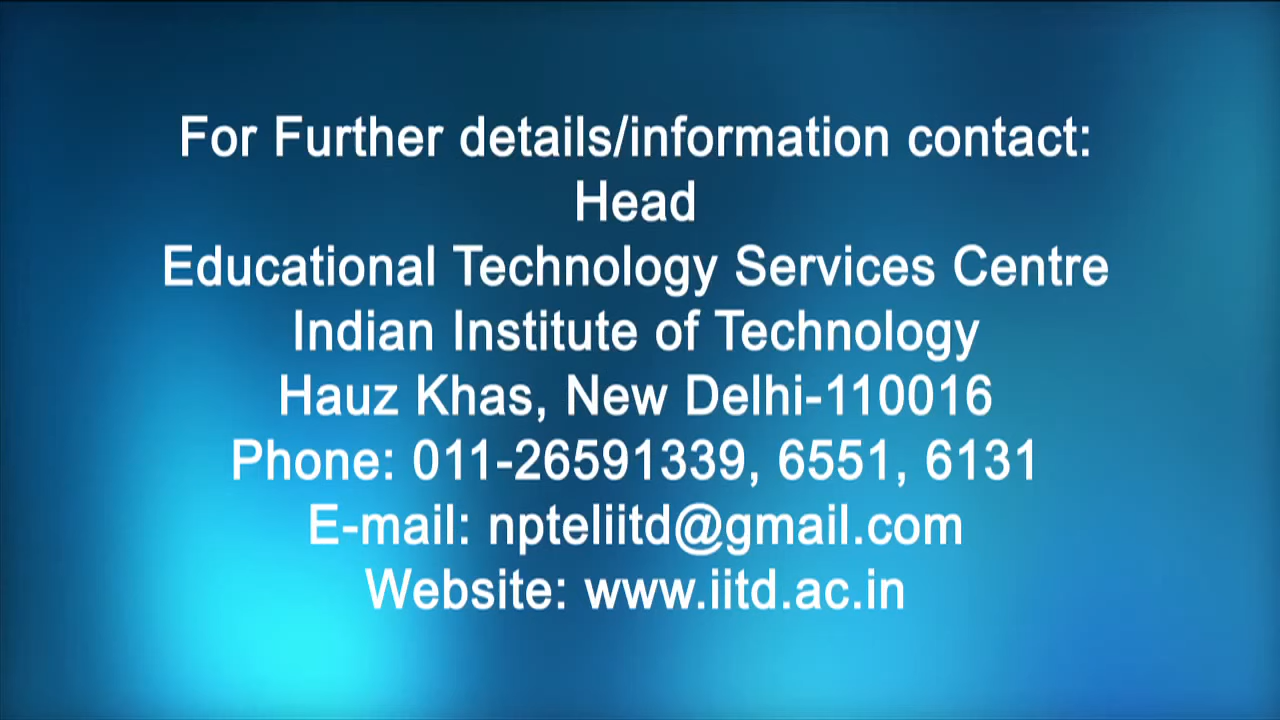 For Further details/information contact:
Head
Educational Technology Services Centre
Indian Institute of Technology
Hauz Khas, New Delhi-110016
Phone: 011-26591339, 6551, 6131
E-mail: npteliitd@gmail.com
Website: www.iitd.ac.in